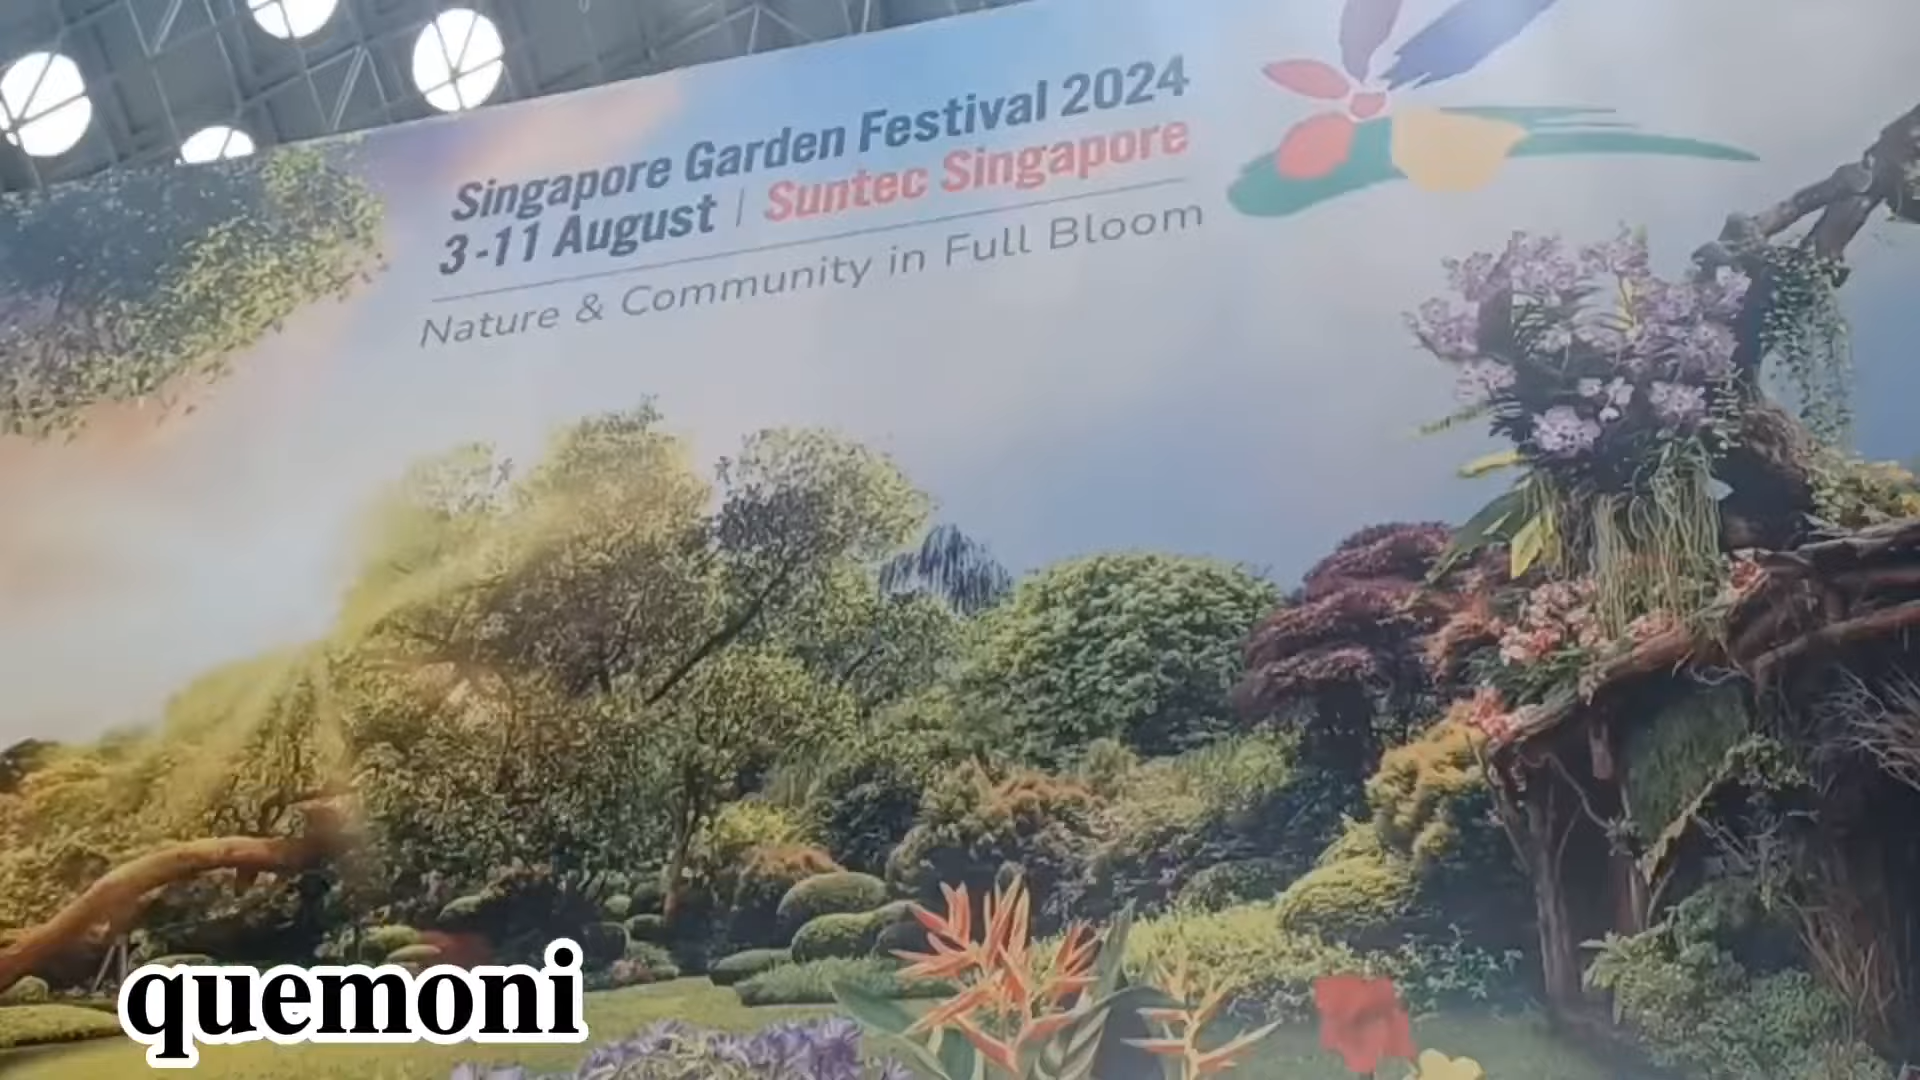 Singapore Garden Festival 2024
3-11 August | Suntec Singapore
Nature & Community in Full Bloom
quemoni